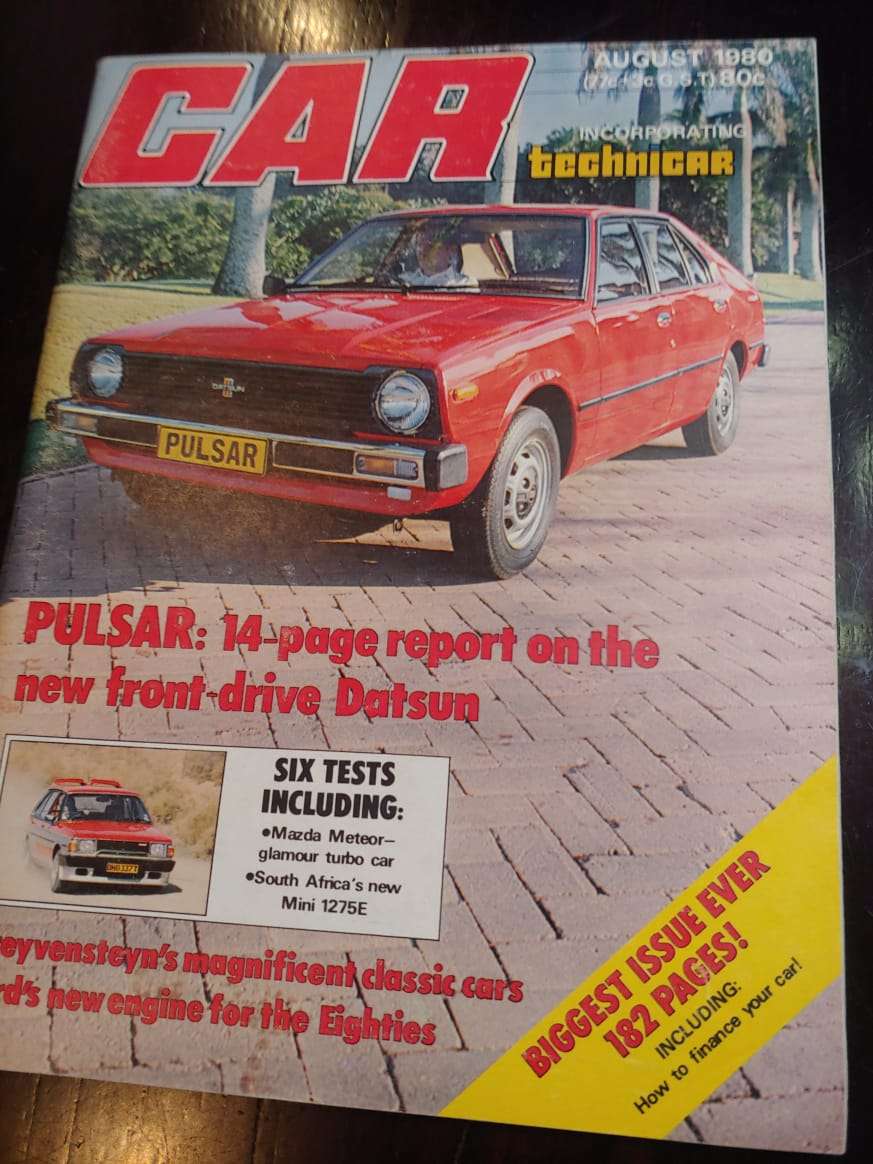 CAR
AUGUST 1980
(77c+3c G.S.T) 80c
INCORPORATING
technicar
DATSUN
PULSAR
PULSAR: 14-page report on the
new front-drive Datsun
SIX TESTS
INCLUDING:
•Mazda Meteor—
glamour turbo car
•South Africa's new
Mini 1275E
eyvensteyn's magnificent classic cars
rd's new engine for the Eighties
BIGGEST ISSUE EVER
182 PAGES!
INCLUDING:
How to finance your car!